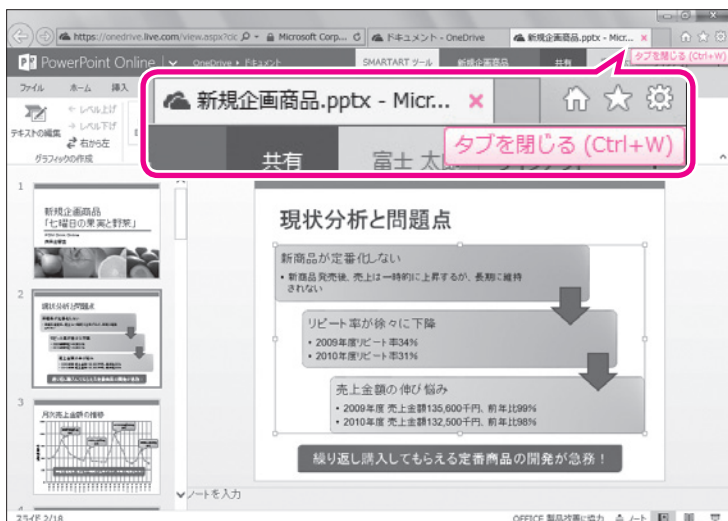 https://onedrive.live.com/view.aspx?cic
Microsoft Corp...
ドキュメント - OneDrive
新規企画商品.pptx - Micr...
タブを閉じる (Ctrl+W)
PowerPoint Online
OneDrive ▸ ドキュメント
SMARTART ツール
新規企画商品
共有
新規企画商品.pptx - Micr...
タブを閉じる (Ctrl+W)
共有
富士 太郎
ファイル
ホーム
挿入
テキストの編集
レベル上げ
レベル下げ
右から左
グラフィックの作成
1
新規企画商品
「七曜日の果実と野菜」
2
現状分析と問題点
3
月次売上金額の推移
4
現状分析と問題点
新商品が定番化しない
• 新商品発売後、売上は一時的に上昇するが、長期に維持
されない
リピート率が徐々に下降
• 2009年度リピート率34%
• 2010年度リピート率31%
売上金額の伸び悩み
• 2009年度 売上金額135,600千円、前年比99%
• 2010年度 売上金額132,500千円、前年比98%
繰り返し購入してもらえる定番商品の開発が急務！
ノートを入力
スライド 2/18
OFFICE 製品改善に協力
ノート